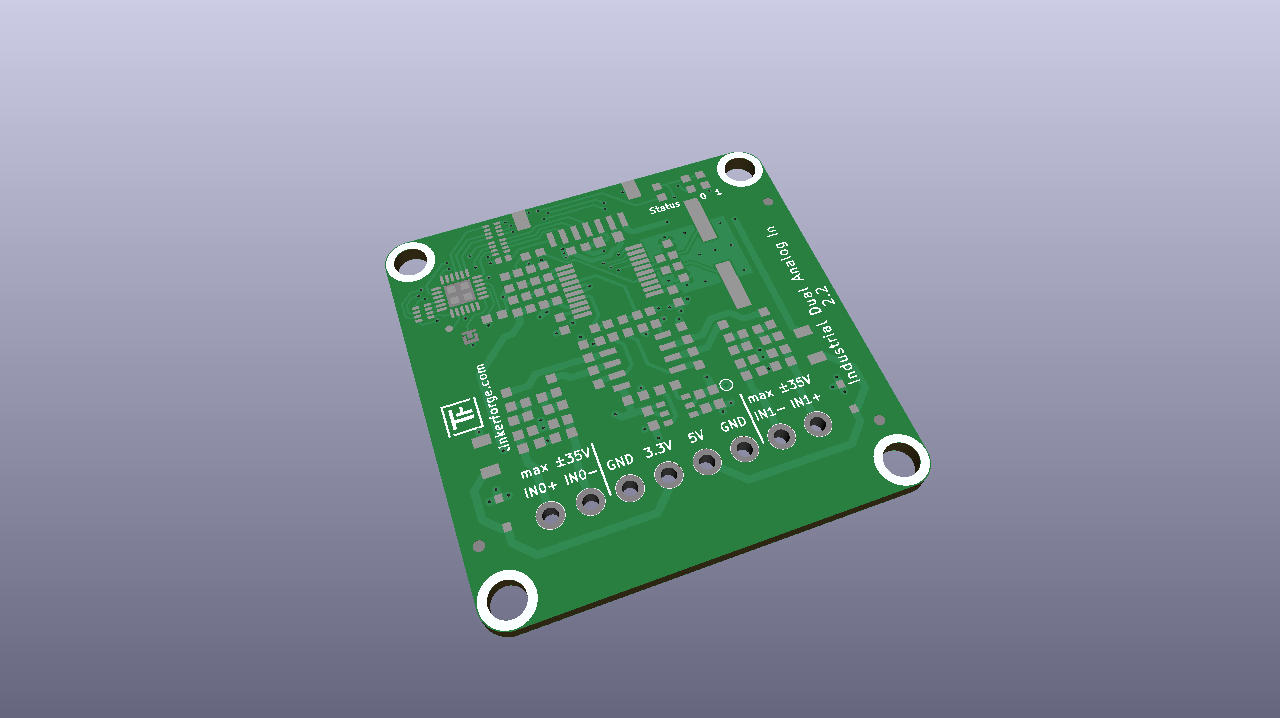 Status 0 1
Industrial Dual Analog In
2.2
tinkerforge.com
max ±35V
IN0+ IN0- GND 3.3V 5V GND
max ±35V
IN1- IN1+